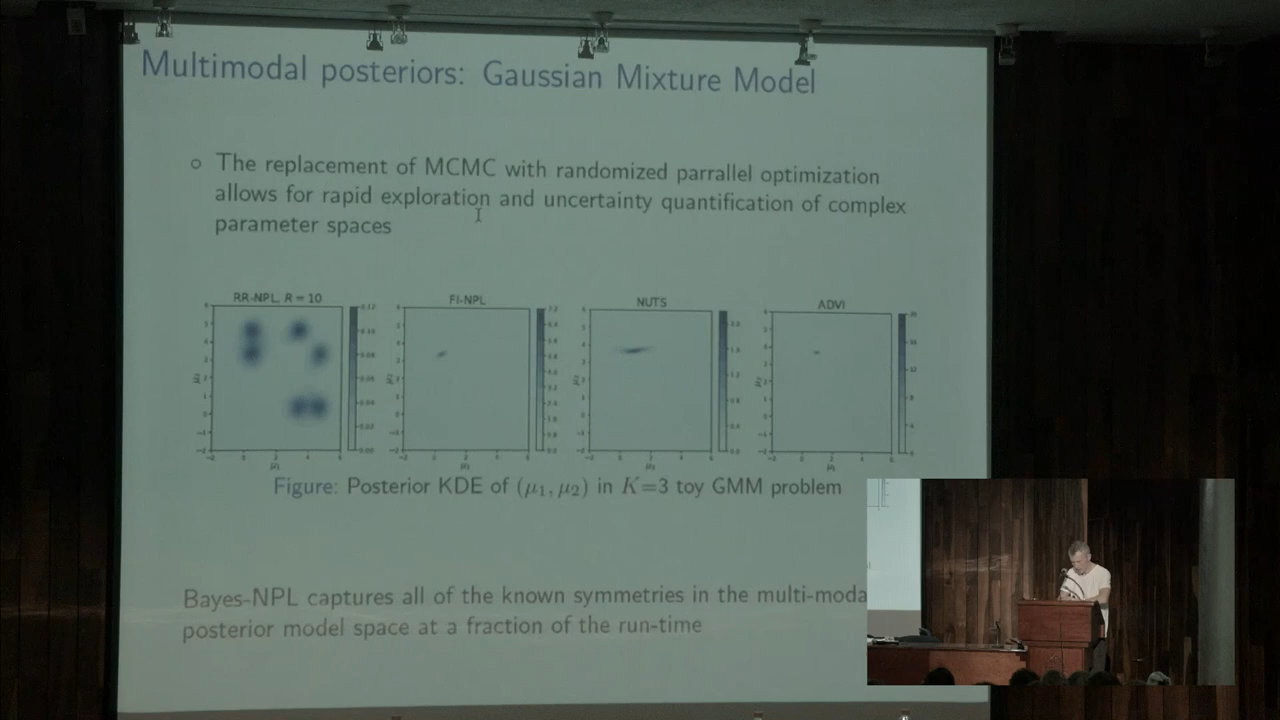 Multimodal posteriors: Gaussian Mixture Model
The replacement of MCMC with randomized parrallel optimization
allows for rapid exploration and uncertainty quantification of complex
parameter spaces
RR-NPL, R = 10
FI-NPL
NUTS
ADVI
Figure: Posterior KDE of (μ₁, μ₂) in K=3 toy GMM problem
Bayes-NPL captures all of the known symmetries in the multi-moda
posterior model space at a fraction of the run-time